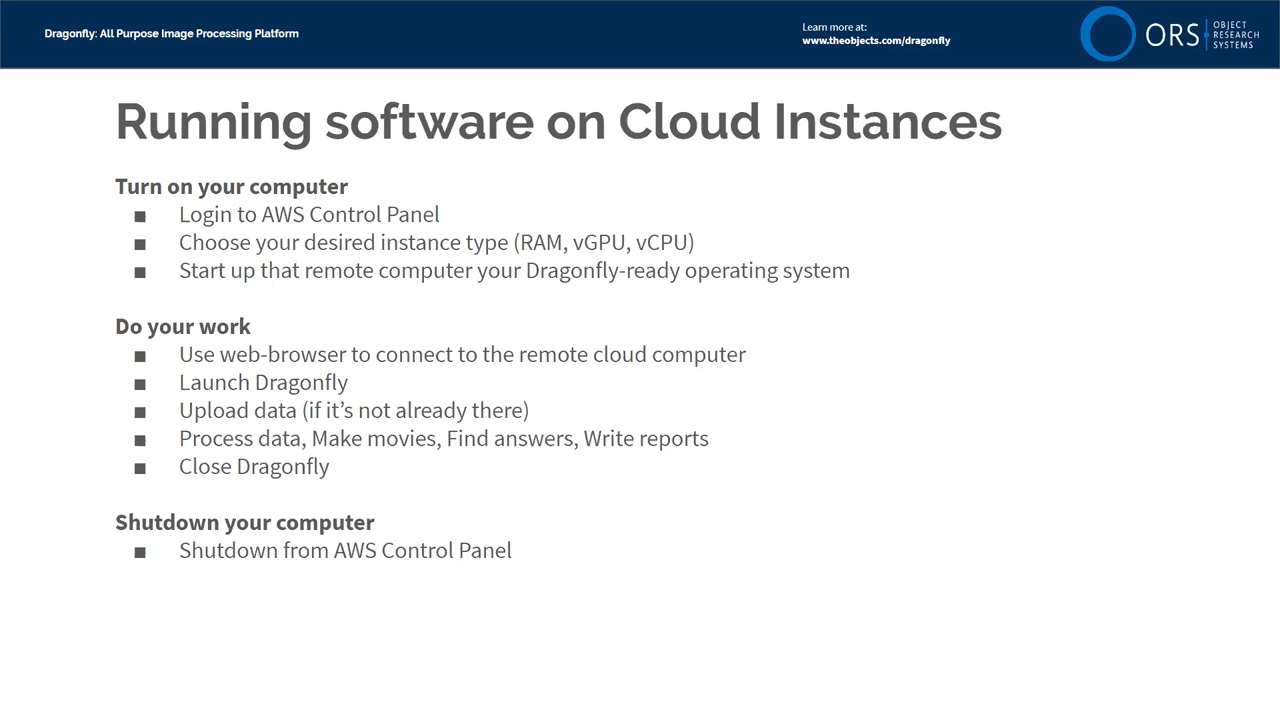 Dragonfly: All Purpose Image Processing Platform
Learn more at:
www.theobjects.com/dragonfly
ORS
OBJECT
RESEARCH
SYSTEMS
Running software on Cloud Instances
Turn on your computer
■ Login to AWS Control Panel
■ Choose your desired instance type (RAM, vGPU, vCPU)
■ Start up that remote computer your Dragonfly-ready operating system
Do your work
■ Use web-browser to connect to the remote cloud computer
■ Launch Dragonfly
■ Upload data (if it’s not already there)
■ Process data, Make movies, Find answers, Write reports
■ Close Dragonfly
Shutdown your computer
■ Shutdown from AWS Control Panel